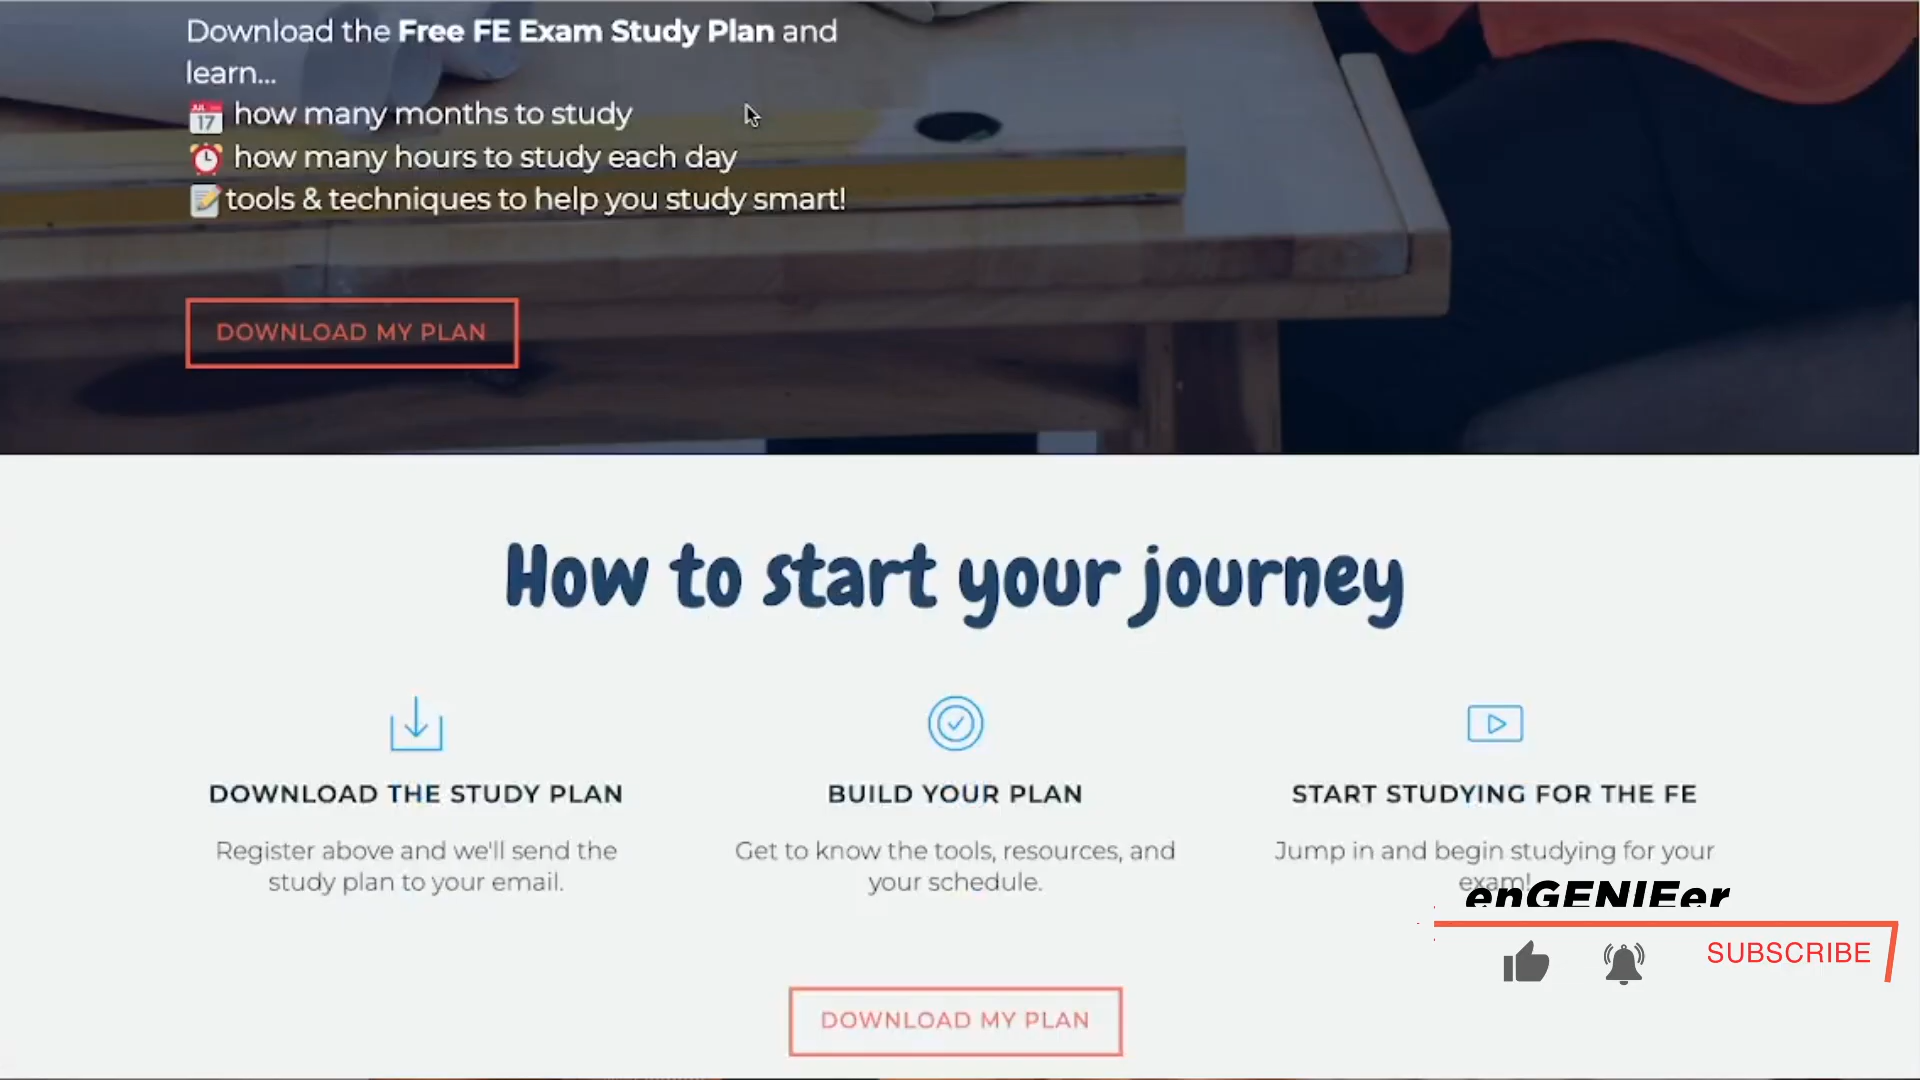 Download the Free FE Exam Study Plan and
learn...
JUL 17 how many months to study
how many hours to study each day
tools & techniques to help you study smart!
DOWNLOAD MY PLAN
How to start your journey
DOWNLOAD THE STUDY PLAN
Register above and we'll send the
study plan to your email.
BUILD YOUR PLAN
Get to know the tools, resources, and
your schedule.
START STUDYING FOR THE FE
Jump in and begin studying for your
exam!
enGENIEer
SUBSCRIBE
DOWNLOAD MY PLAN